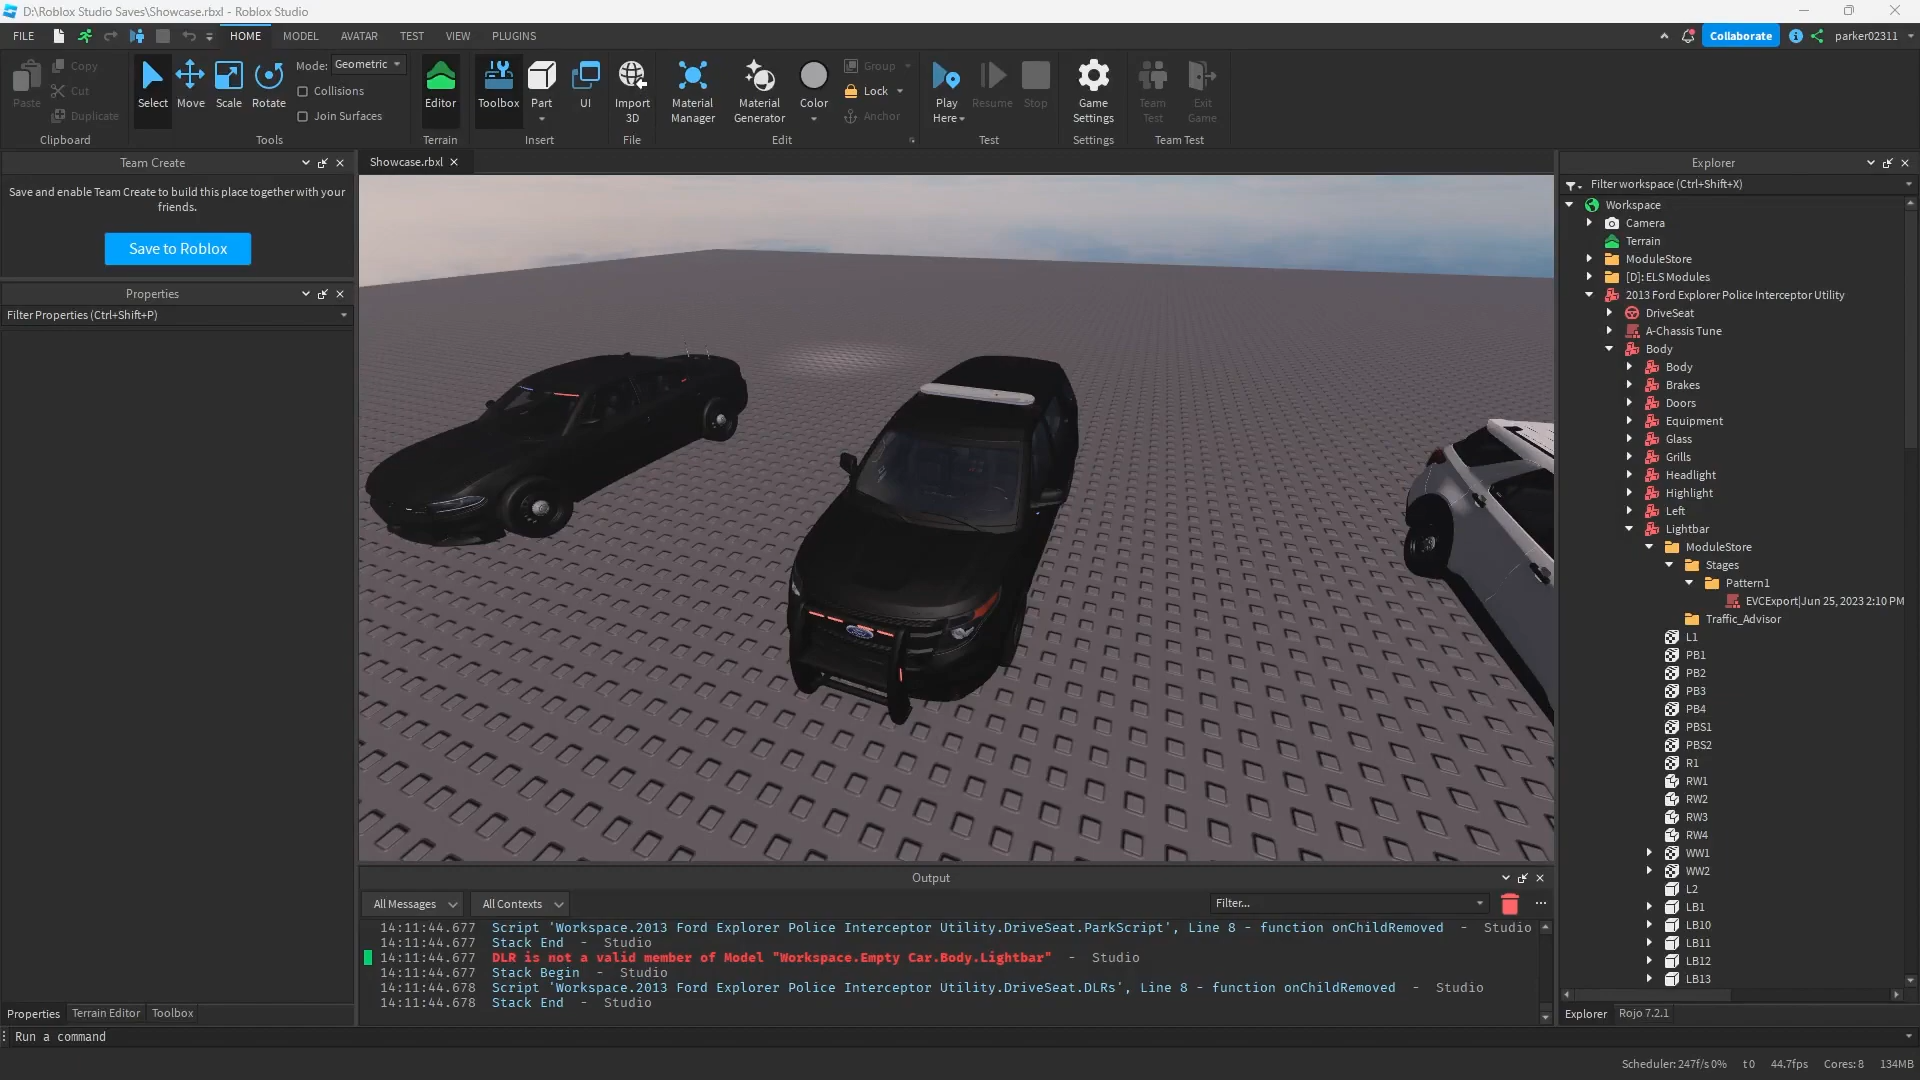 D:\Roblox Studio Saves\Showcase.rbxl - Roblox Studio
FILE
HOME
MODEL
AVATAR
TEST
VIEW
PLUGINS
Collaborate
parker02311
Paste
Copy
Cut
Duplicate
Clipboard
Select
Move
Scale
Rotate
Mode:
Geometric
Collisions
Join Surfaces
Tools
Editor
Terrain
Toolbox
Part
UI
Insert
Import
3D
File
Material
Manager
Material
Generator
Color
Group
Lock
Anchor
Edit
Play
Here
Resume
Stop
Test
Game
Settings
Settings
Team
Test
Exit
Game
Team Test
Team Create
Save and enable Team Create to build this place together with your
friends.
Save to Roblox
Properties
Filter Properties (Ctrl+Shift+P)
Showcase.rbxl
Explorer
Filter workspace (Ctrl+Shift+X)
Workspace
Camera
Terrain
ModuleStore
[D]: ELS Modules
2013 Ford Explorer Police Interceptor Utility
DriveSeat
A-Chassis Tune
Body
Body
Brakes
Doors
Equipment
Glass
Grills
Headlight
Highlight
Left
Lightbar
ModuleStore
Stages
Pattern1
EVCExport|Jun 25, 2023 2:10 PM
Traffic_Advisor
L1
PB1
PB2
PB3
PB4
PBS1
PBS2
R1
RW1
RW2
RW3
RW4
WW1
WW2
L2
LB1
LB10
LB11
LB12
LB13
Output
All Messages
All Contexts
Filter...
14:11:44.677 Script 'Workspace.2013 Ford Explorer Police Interceptor Utility.DriveSeat.ParkScript', Line 8 - function onChildRemoved - Studio
14:11:44.677 Stack End - Studio
14:11:44.677 DLR is not a valid member of Model "Workspace.Empty Car.Body.Lightbar" - Studio
14:11:44.677 Stack Begin - Studio
14:11:44.678 Script 'Workspace.2013 Ford Explorer Police Interceptor Utility.DriveSeat.DLRs', Line 8 - function onChildRemoved - Studio
14:11:44.678 Stack End - Studio
Properties
Terrain Editor
Toolbox
Explorer
Rojo 7.2.1
Run a command
Scheduler: 247f/s 0%
t 0
44.7fps
Cores: 8
134MB